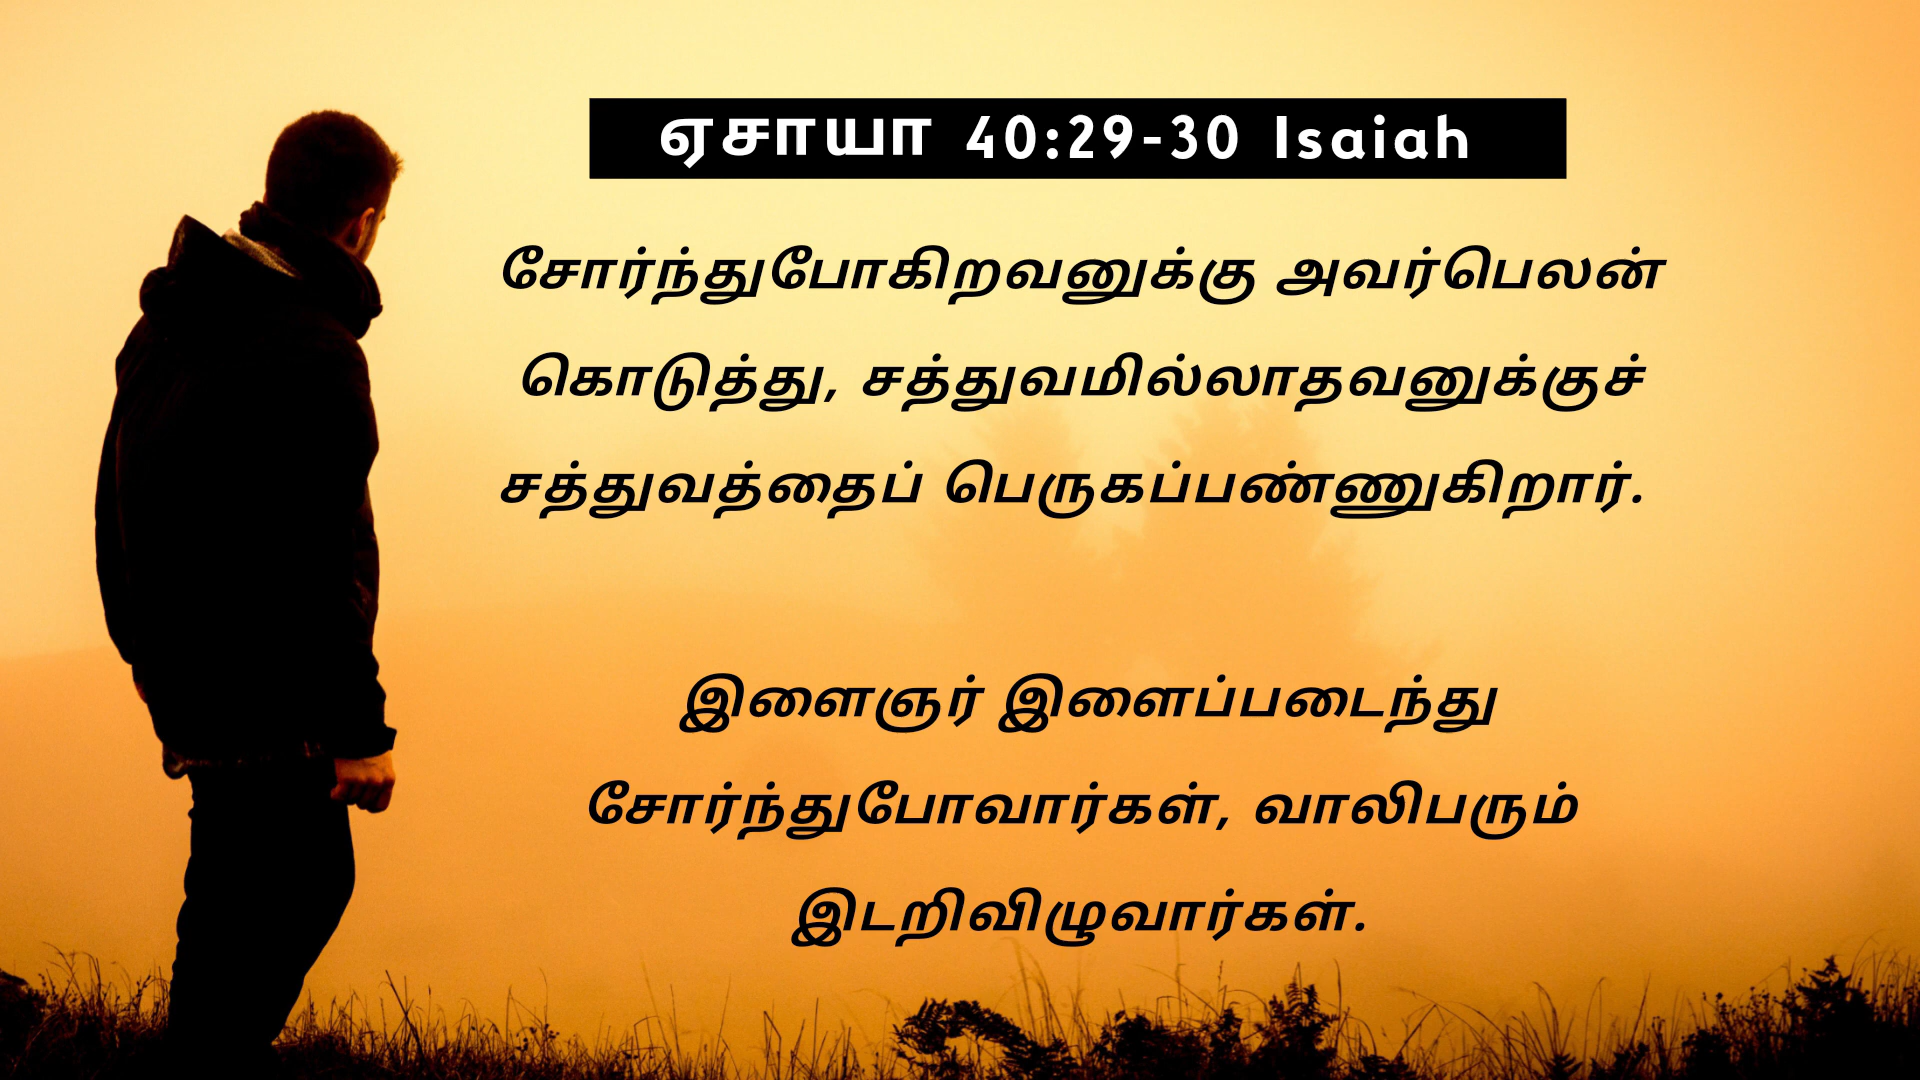 ஏசாயா 40:29-30 Isaiah
சோர்ந்துபோகிறவனுக்கு அவர்பெலன்
கொடுத்து, சத்துவமில்லாதவனுக்குச்
சத்துவத்தைப் பெருகப்பண்ணுகிறார்.
இளைஞர் இளைப்படைந்து
சோர்ந்துபோவார்கள், வாலிபரும்
இடறிவிழுவார்கள்.